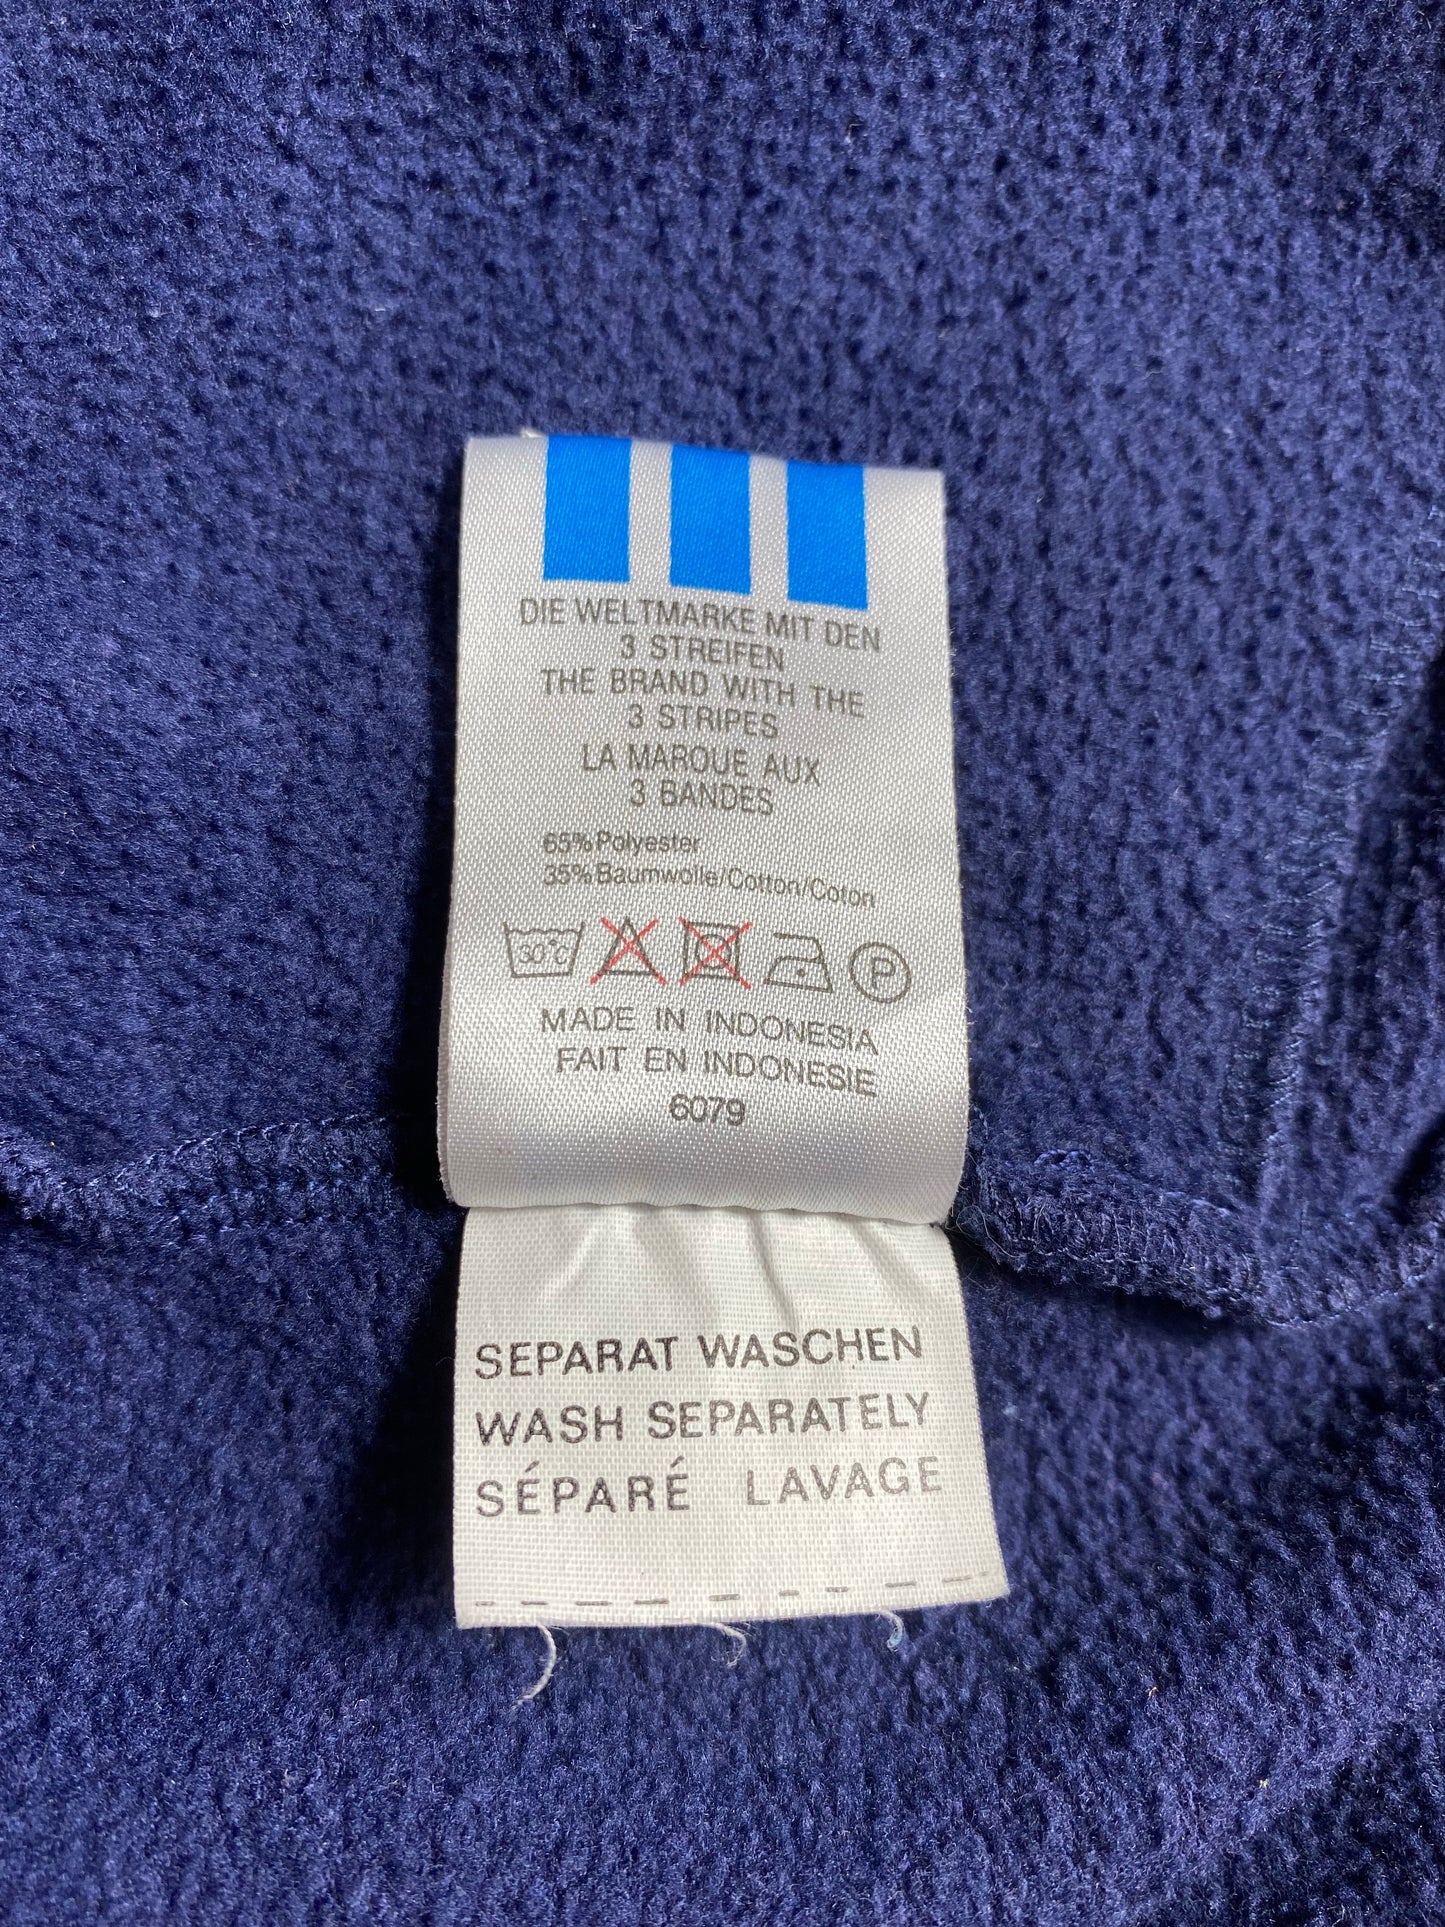 DIE WELTMARKE MIT DEN
3 STREIFEN
THE BRAND WITH THE
3 STRIPES
LA MARQUE AUX
3 BANDES
65% Polyester
35% Baumwolle/Cotton/Coton
30°C P
MADE IN INDONESIA
FAIT EN INDONESIE
6079
SEPARAT WASCHEN
WASH SEPARATELY
SÉPARÉ LAVAGE